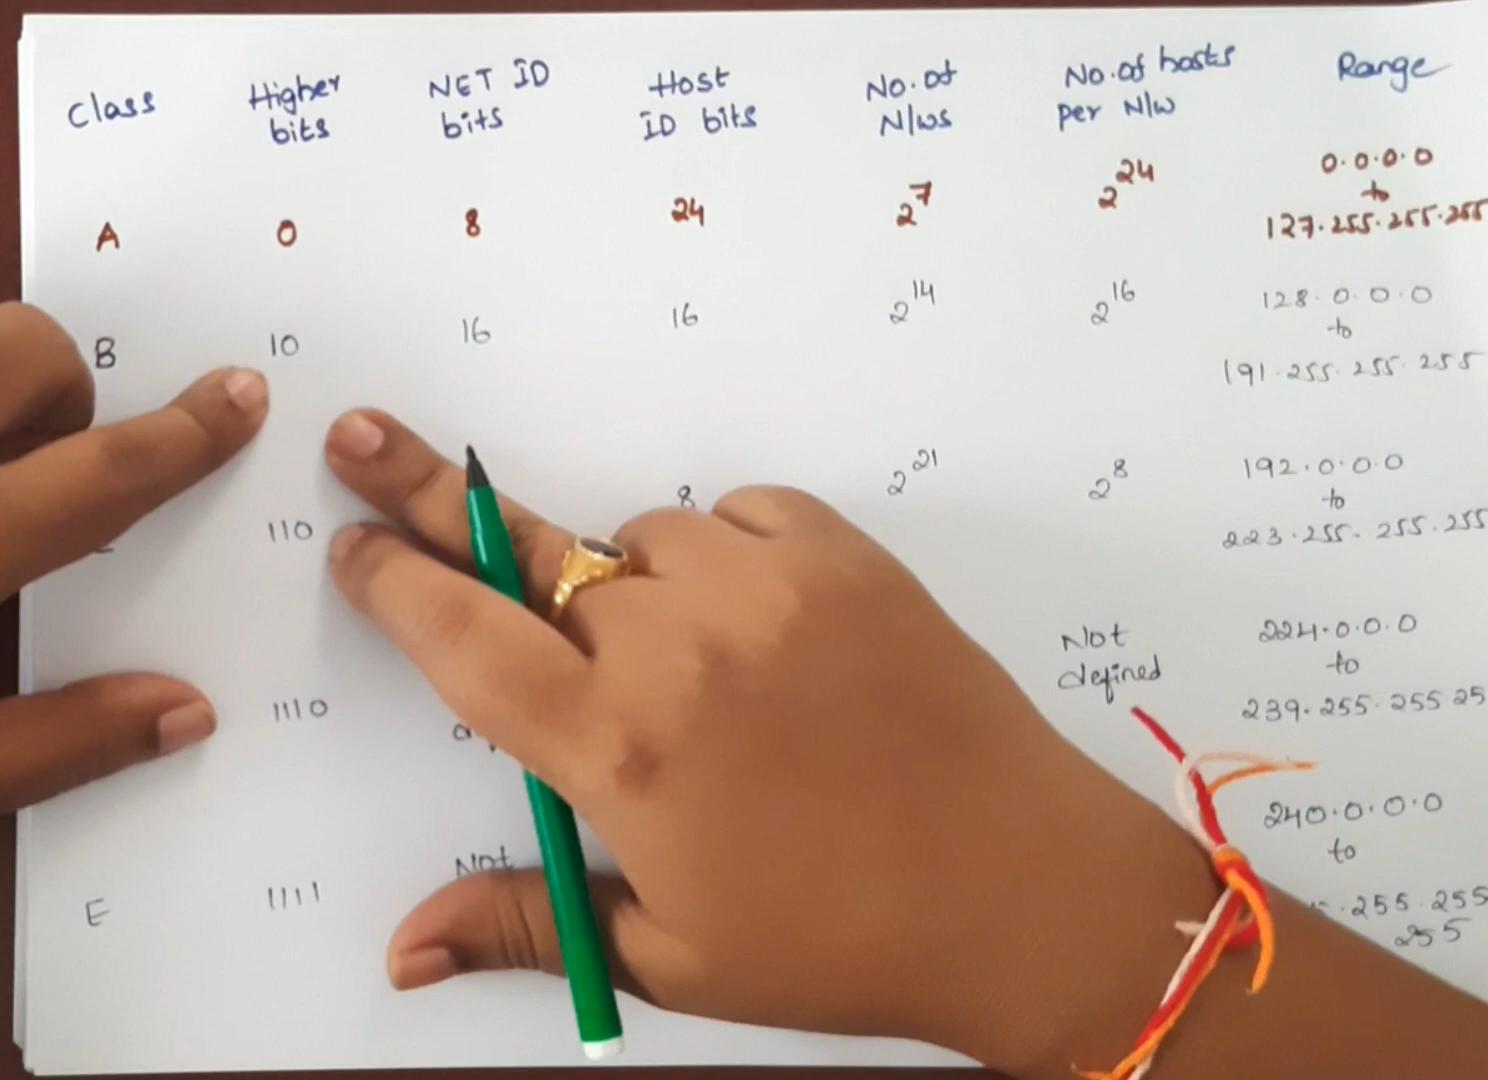 Class Higher bits NET ID bits Host ID bits No. of N/ws No. of hosts per N/w Range
A 0 8 24 2^7 2^24 0.0.0.0 to 127.255.255.255
B 10 16 16 2^14 2^16 128.0.0.0 to 191.255.255.255
110 8 2^21 2^8 192.0.0.0 to 223.255.255.255
1110 Not defined 224.0.0.0 to 239.255.255 25
E 1111 Not 240.0.0.0 to .255.255 255